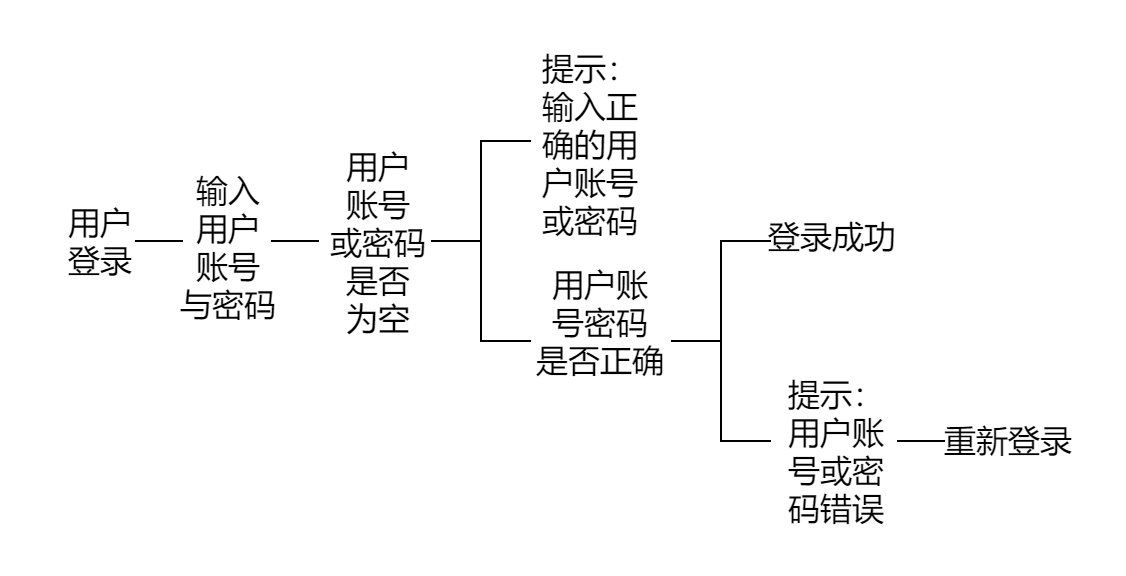 用户
登录
输入
用户
账号
与密码
用户
账号
或密码
是否
为空
提示：
输入正
确的用
户账号
或密码
用户账
号密码
是否正确
登录成功
提示：
用户账
号或密
码错误
重新登录